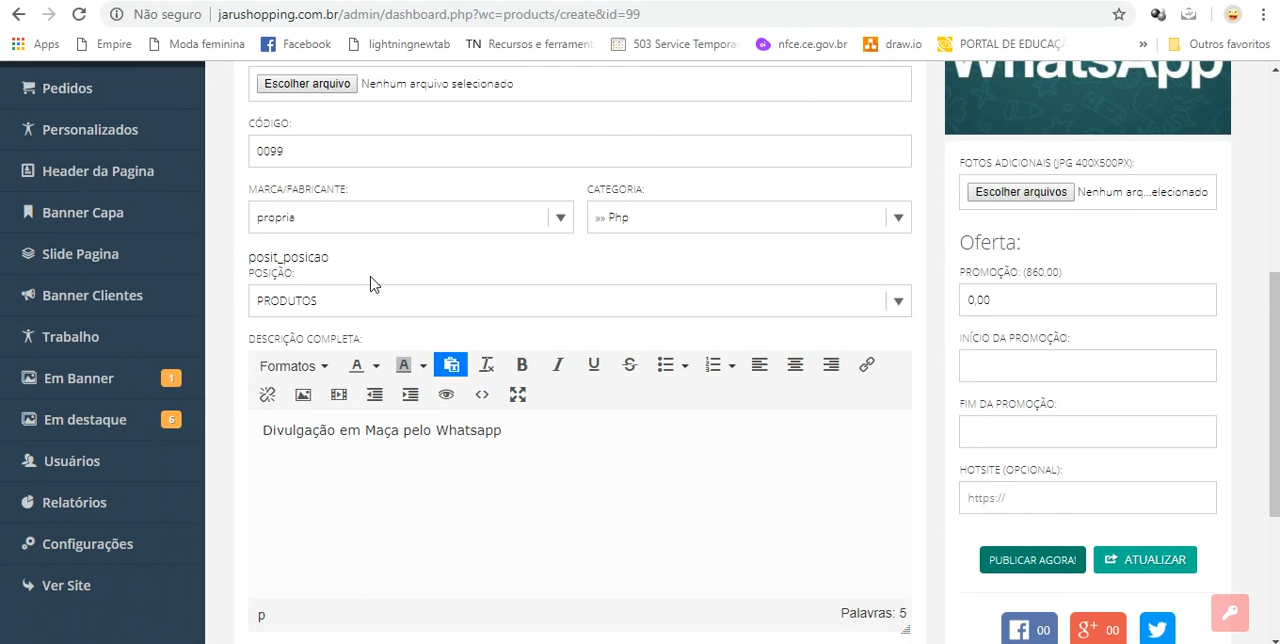 Não seguro
jarushopping.com.br/admin/dashboard.php?wc=products/create&id=99
Apps
Empire
Moda feminina
Facebook
lightningnewtab
TN Recursos e ferrament
503 Service Tempora
nfce.ce.gov.br
draw.io
PORTAL DE EDUCAÇ
»
Outros favoritos
Pedidos
Personalizados
Header da Pagina
Banner Capa
Slide Pagina
Banner Clientes
Trabalho
Em Banner 1
Em destaque 6
Usuários
Relatórios
Configurações
Ver Site
Escolher arquivo Nenhum arquivo selecionado
CÓDIGO:
0099
MARCA/FABRICANTE:
propria
CATEGORIA:
»» Php
posit_posicao
POSIÇÃO:
PRODUTOS
DESCRIÇÃO COMPLETA:
Formatos
A
A
B
I
U
S
Divulgação em Maça pelo Whatsapp
p
Palavras: 5
WhatsApp
FOTOS ADICIONAIS (JPG 400X500PX):
Escolher arquivos Nenhum arq...elecionado
Oferta:
PROMOÇÃO: (860,00)
0,00
INÍCIO DA PROMOÇÃO:
FIM DA PROMOÇÃO:
HOTSITE (OPCIONAL):
https://
PUBLICAR AGORA!
ATUALIZAR
00
00